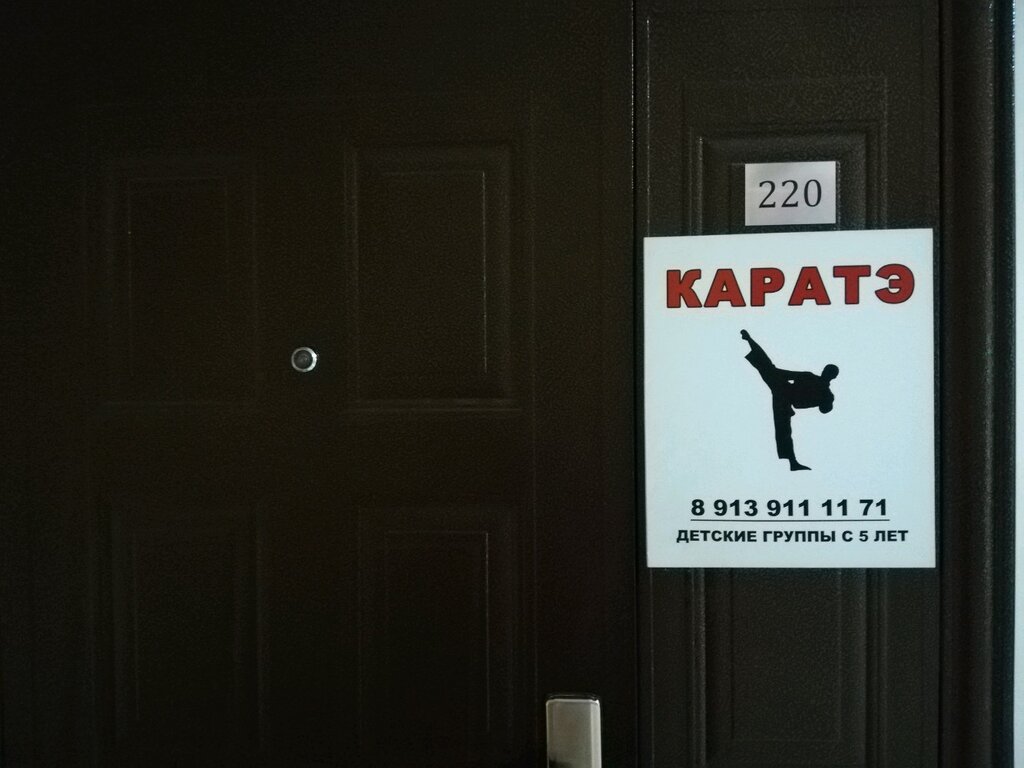 220
КАРАТЭ
8 913 911 11 71
ДЕТСКИЕ ГРУППЫ С 5 ЛЕТ